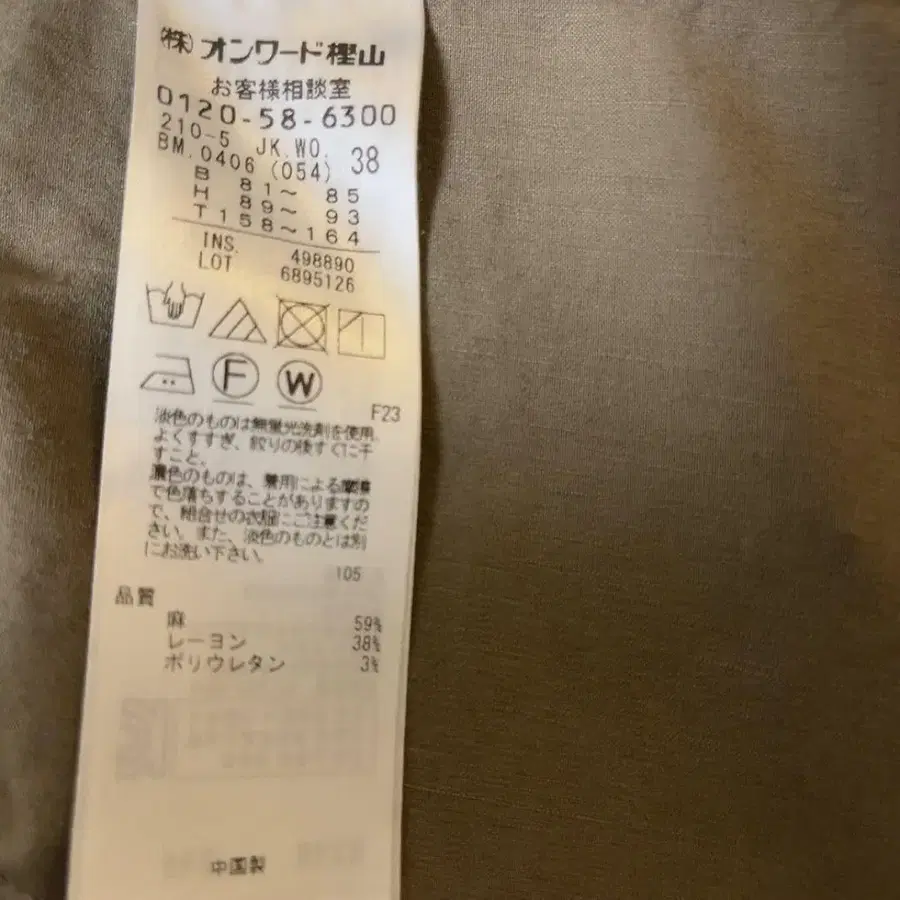 (株)オンワード樫山
お客様相談室
0120-58-6300
210-5 JK.WO. 38
BM.0406 (054)
B 81〜 85
H 89〜 93
T 158〜164
INS. 498890
LOT 6895126
F W
F23
淡色のものは無蛍光洗剤を使用、
よくすすぎ、絞りの後すぐに干
すこと。
濃色のものは、着用による摩擦
で色落ちすることがありますの
で、組合せの衣服にご注意くだ
さい。また、淡色のものとは別
にお洗い下さい。
105
品質
麻 59%
レーヨン 38%
ポリウレタン 3%
中国製